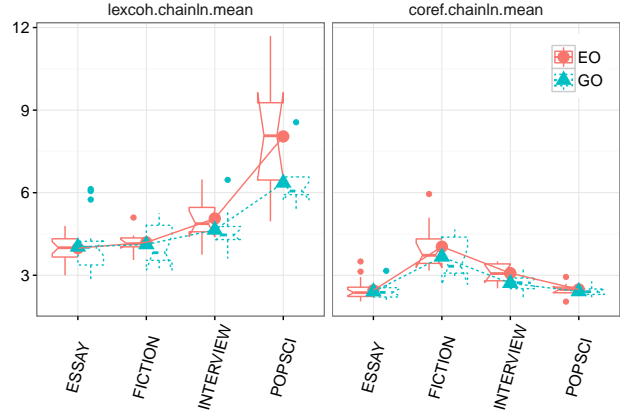 lexcoh.chainln.mean coref.chainln.mean
12
9
6
3
EO
GO
ESSAY FICTION INTERVIEW POPSCI ESSAY FICTION INTERVIEW POPSCI